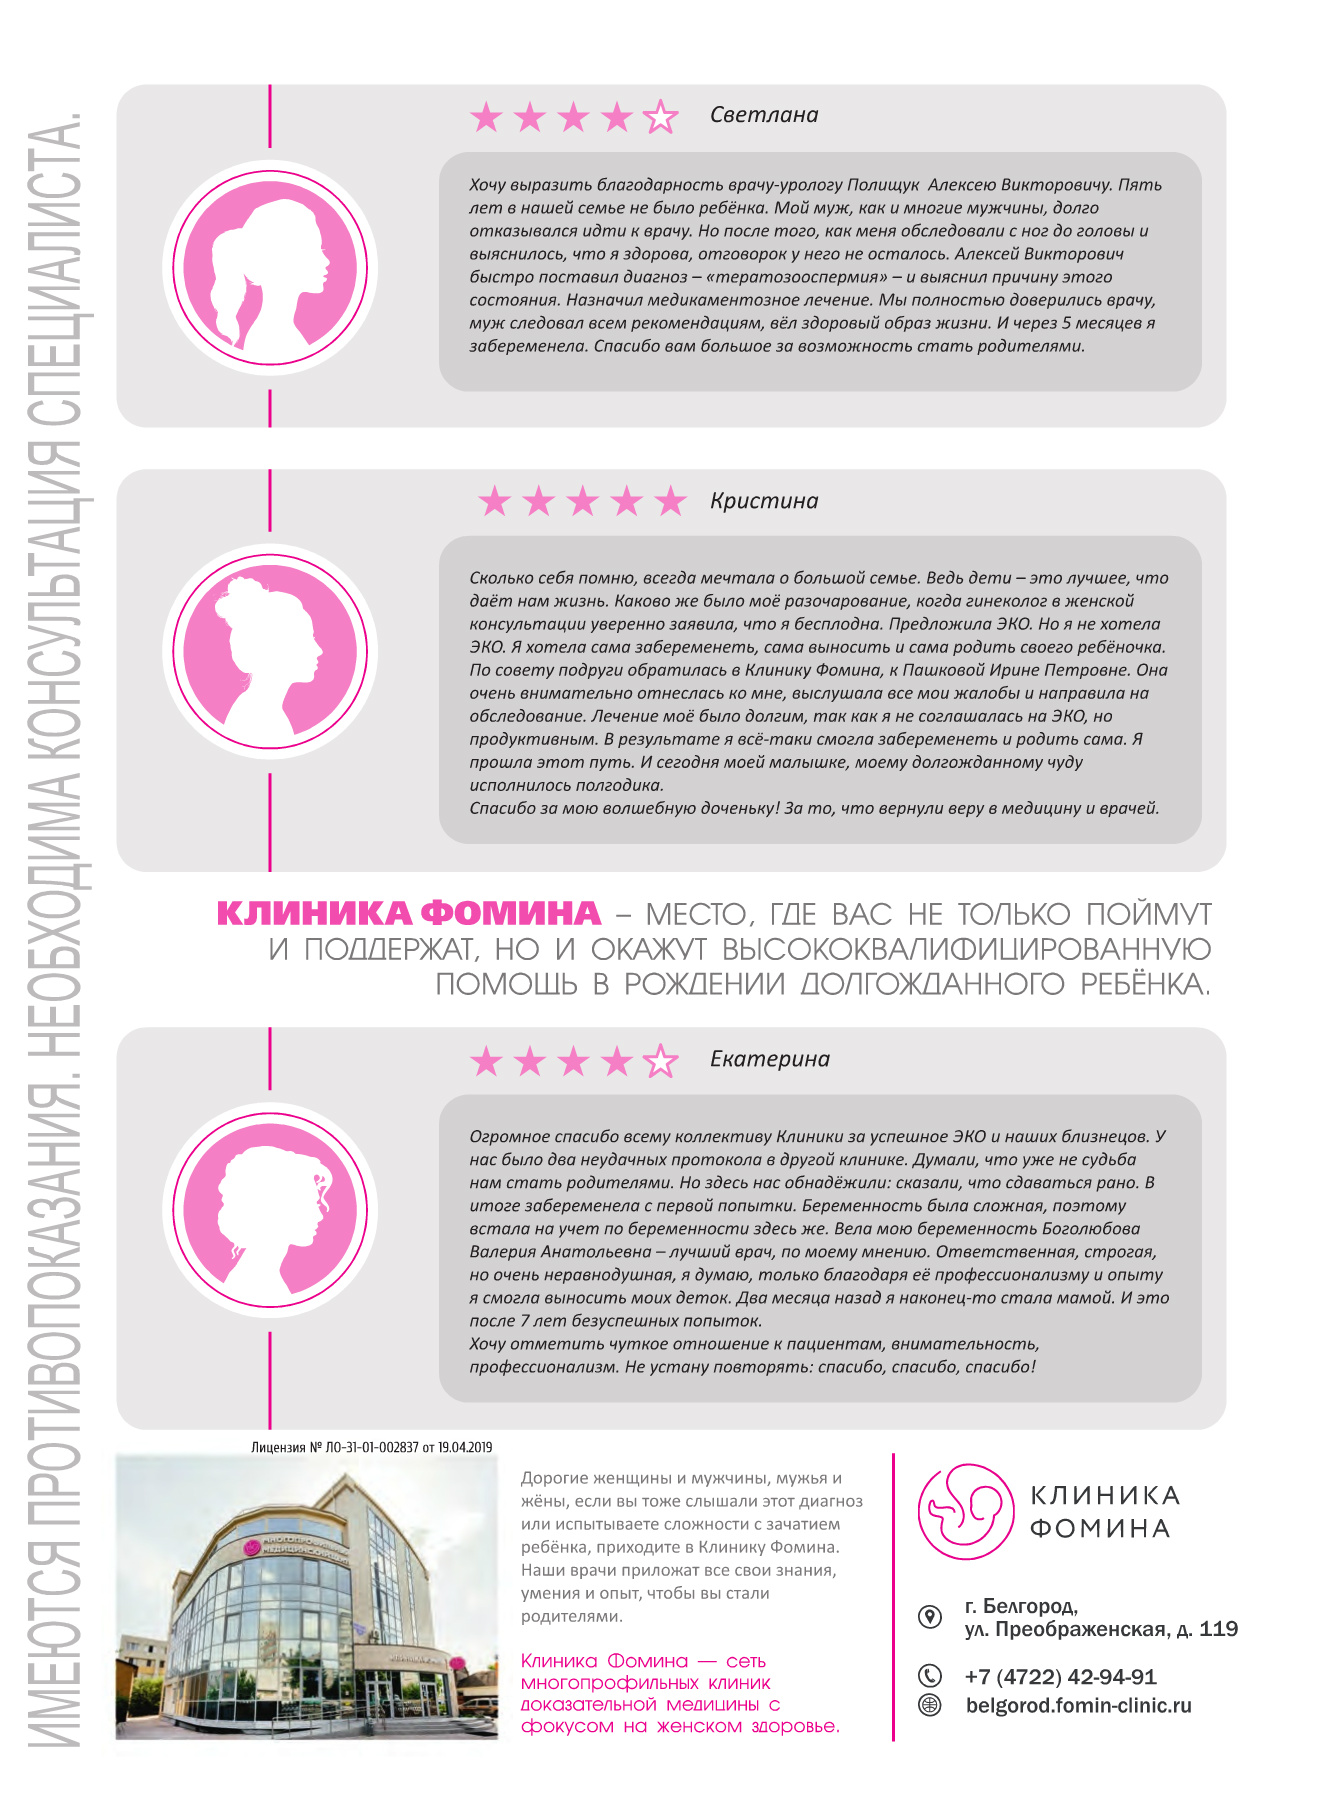 ИМЕЮТСЯ ПРОТИВОПОКАЗАНИЯ. НЕОБХОДИМА КОНСУЛЬТАЦИЯ СПЕЦИАЛИСТА.
Светлана
Хочу выразить благодарность врачу-урологу Полищук Алексею Викторовичу. Пять
лет в нашей семье не было ребёнка. Мой муж, как и многие мужчины, долго
отказывался идти к врачу. Но после того, как меня обследовали с ног до головы и
выяснилось, что я здорова, отговорок у него не осталось. Алексей Викторович
быстро поставил диагноз – «тератозооспермия» – и выяснил причину этого
состояния. Назначил медикаментозное лечение. Мы полностью доверились врачу,
муж следовал всем рекомендациям, вёл здоровый образ жизни. И через 5 месяцев я
забеременела. Спасибо вам большое за возможность стать родителями.
Кристина
Сколько себя помню, всегда мечтала о большой семье. Ведь дети – это лучшее, что
даёт нам жизнь. Каково же было моё разочарование, когда гинеколог в женской
консультации уверенно заявила, что я бесплодна. Предложила ЭКО. Но я не хотела
ЭКО. Я хотела сама забеременеть, сама выносить и сама родить своего ребёночка.
По совету подруги обратилась в Клинику Фомина, к Пашковой Ирине Петровне. Она
очень внимательно отнеслась ко мне, выслушала все мои жалобы и направила на
обследование. Лечение моё было долгим, так как я не соглашалась на ЭКО, но
продуктивным. В результате я всё-таки смогла забеременеть и родить сама. Я
прошла этот путь. И сегодня моей малышке, моему долгожданному чуду
исполнилось полгодика.
Спасибо за мою волшебную доченьку! За то, что вернули веру в медицину и врачей.
КЛИНИКА ФОМИНА – МЕСТО, ГДЕ ВАС НЕ ТОЛЬКО ПОЙМУТ
И ПОДДЕРЖАТ, НО И ОКАЖУТ ВЫСОКОКВАЛИФИЦИРОВАННУЮ
ПОМОЩЬ В РОЖДЕНИИ ДОЛГОЖДАННОГО РЕБЁНКА.
Екатерина
Огромное спасибо всему коллективу Клиники за успешное ЭКО и наших близнецов. У
нас было два неудачных протокола в другой клинике. Думали, что уже не судьба
нам стать родителями. Но здесь нас обнадёжили: сказали, что сдаваться рано. В
итоге забеременела с первой попытки. Беременность была сложная, поэтому
встала на учет по беременности здесь же. Вела мою беременность Боголюбова
Валерия Анатольевна – лучший врач, по моему мнению. Ответственная, строгая,
но очень неравнодушная, я думаю, только благодаря её профессионализму и опыту
я смогла выносить моих деток. Два месяца назад я наконец-то стала мамой. И это
после 7 лет безуспешных попыток.
Хочу отметить чуткое отношение к пациентам, внимательность,
профессионализм. Не устану повторять: спасибо, спасибо, спасибо!
Лицензия № ЛО-31-01-002837 от 19.04.2019
Дорогие женщины и мужчины, мужья и
жёны, если вы тоже слышали этот диагноз
или испытываете сложности с зачатием
ребёнка, приходите в Клинику Фомина.
Наши врачи приложат все свои знания,
умения и опыт, чтобы вы стали
родителями.
Клиника Фомина — сеть
многопрофильных клиник
доказательной медицины с
фокусом на женском здоровье.
КЛИНИКА
ФОМИНА
г. Белгород,
ул. Преображенская, д. 119
+7 (4722) 42-94-91
belgorod.fomin-clinic.ru